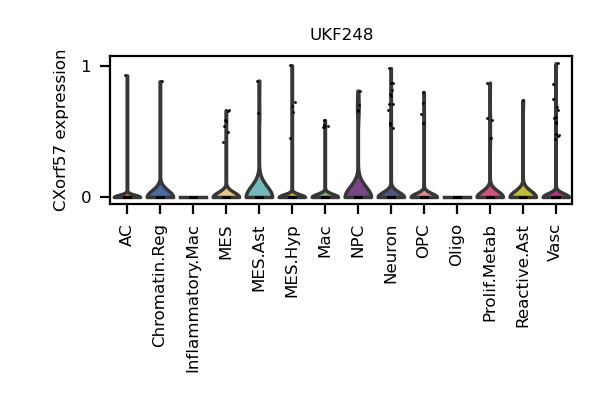 UKF248
CXorf57 expression
1
0
AC
Chromatin.Reg
Inflammatory.Mac
MES
MES.Ast
MES.Hyp
Mac
NPC
Neuron
OPC
Oligo
Prolif.Metab
Reactive.Ast
Vasc